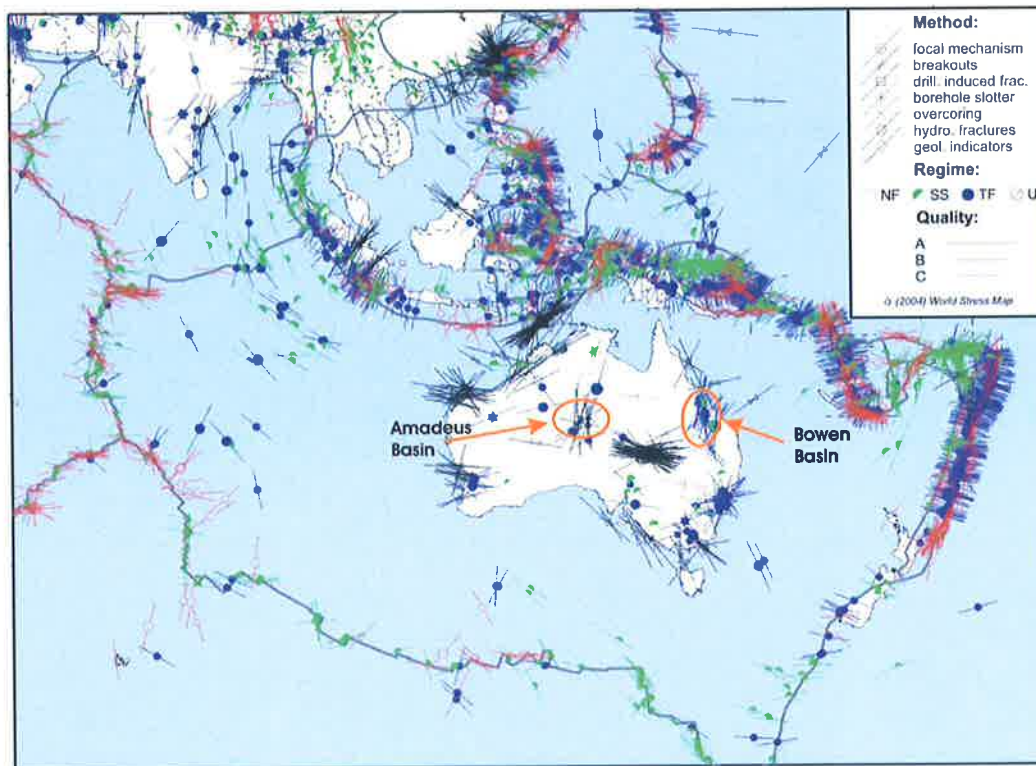 Method:
focal mechanism
breakouts
drill. induced frac.
borehole slotter
overcoring
hydro. fractures
geol. indicators
Regime:
NF SS TF U
Quality:
A
B
C
(2004) World Stress Map
Amadeus
Basin
Bowen
Basin